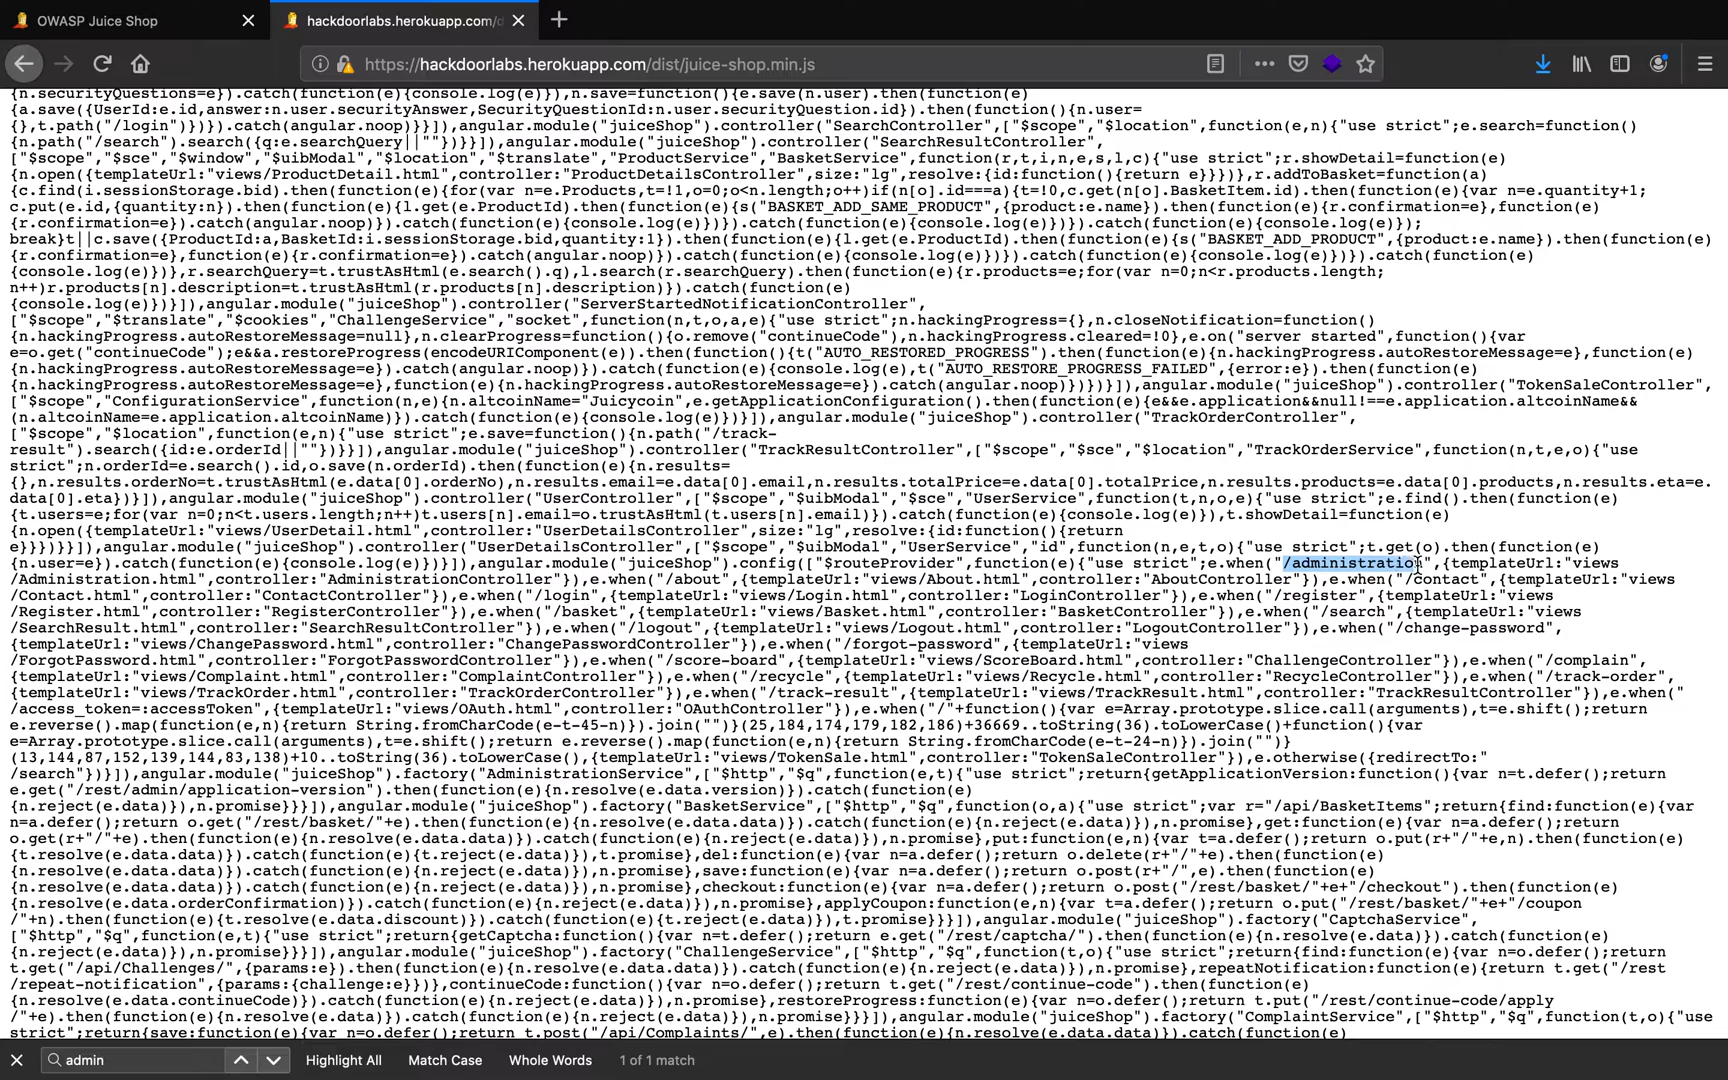 OWASP Juice Shop
hackdoorlabs.herokuapp.com/d
https://hackdoorlabs.herokuapp.com/dist/juice-shop.min.js
{n.securityQuestions=e}).catch(function(e){console.log(e)}),n.save=function(){e.save(n.user).then(function(e)
{a.save({UserId:e.id,answer:n.user.securityAnswer,SecurityQuestionId:n.user.securityQuestion.id}).then(function(){n.user=
{},t.path("/login")})}).catch(angular.noop)}}]),angular.module("juiceShop").controller("SearchController",["$scope","$location",function(e,n){"use strict";e.search=function()
{n.path("/search").search({q:e.searchQuery||""})}}]),angular.module("juiceShop").controller("SearchResultController",
["$scope","$sce","$window","$uibModal","$location","$translate","ProductService","BasketService",function(r,t,i,n,e,s,l,c){"use strict";r.showDetail=function(e)
{n.open({templateUrl:"views/ProductDetail.html",controller:"ProductDetailsController",size:"lg",resolve:{id:function(){return e}}})},r.addToBasket=function(a)
{c.find(i.sessionStorage.bid).then(function(e){for(var n=e.Products,t=!1,o=0;o<n.length;o++)if(n[o].id===a){t=!0,c.get(n[o].BasketItem.id).then(function(e){var n=e.quantity+1;
c.put(e.id,{quantity:n}).then(function(e){l.get(e.ProductId).then(function(e){s("BASKET_ADD_SAME_PRODUCT",{product:e.name}).then(function(e){r.confirmation=e},function(e)
{r.confirmation=e}).catch(angular.noop)}).catch(function(e){console.log(e)})}).catch(function(e){console.log(e)})}).catch(function(e){console.log(e)});
break}t||c.save({ProductId:a,BasketId:i.sessionStorage.bid,quantity:1}).then(function(e){l.get(e.ProductId).then(function(e){s("BASKET_ADD_PRODUCT",{product:e.name}).then(function(e)
{r.confirmation=e},function(e){r.confirmation=e}).catch(angular.noop)}).catch(function(e){console.log(e)})}).catch(function(e){console.log(e)})}).catch(function(e)
{console.log(e)})},r.searchQuery=t.trustAsHtml(e.search().q),l.search(r.searchQuery).then(function(e){r.products=e;for(var n=0;n<r.products.length;
n++)r.products[n].description=t.trustAsHtml(r.products[n].description)}).catch(function(e)
{console.log(e)})}]),angular.module("juiceShop").controller("ServerStartedNotificationController",
["$scope","$translate","$cookies","ChallengeService","socket",function(n,t,o,a,e){"use strict";n.hackingProgress={},n.closeNotification=function()
{n.hackingProgress.autoRestoreMessage=null},n.clearProgress=function(){o.remove("continueCode"),n.hackingProgress.cleared=!0},e.on("server started",function(){var
e=o.get("continueCode");e&&a.restoreProgress(encodeURIComponent(e)).then(function(){t("AUTO_RESTORED_PROGRESS").then(function(e){n.hackingProgress.autoRestoreMessage=e},function(e)
{n.hackingProgress.autoRestoreMessage=e}).catch(angular.noop)}).catch(function(e){console.log(e),t("AUTO_RESTORE_PROGRESS_FAILED",{error:e}).then(function(e)
{n.hackingProgress.autoRestoreMessage=e},function(e){n.hackingProgress.autoRestoreMessage=e}).catch(angular.noop)})})}]),angular.module("juiceShop").controller("TokenSaleController",
["$scope","ConfigurationService",function(n,e){n.altcoinName="Juicycoin",e.getApplicationConfiguration().then(function(e){e&&e.application&&null!==e.application.altcoinName&&
(n.altcoinName=e.application.altcoinName)}).catch(function(e){console.log(e)})}]),angular.module("juiceShop").controller("TrackOrderController",
["$scope","$location",function(e,n){"use strict";e.save=function(){n.path("/track-
result").search({id:e.orderId||""})}}]),angular.module("juiceShop").controller("TrackResultController",["$scope","$sce","$location","TrackOrderService",function(n,t,e,o){"use
strict";n.orderId=e.search().id,o.save(n.orderId).then(function(e){n.results=
{},n.results.orderNo=t.trustAsHtml(e.data[0].orderNo),n.results.email=e.data[0].email,n.results.totalPrice=e.data[0].totalPrice,n.results.products=e.data[0].products,n.results.eta=e.
data[0].eta})}]),angular.module("juiceShop").controller("UserController",["$scope","$uibModal","$sce","UserService",function(t,n,o,e){"use strict";e.find().then(function(e)
{t.users=e;for(var n=0;n<t.users.length;n++)t.users[n].email=o.trustAsHtml(t.users[n].email)}).catch(function(e){console.log(e)}),t.showDetail=function(e)
{n.open({templateUrl:"views/UserDetail.html",controller:"UserDetailsController",size:"lg",resolve:{id:function(){return
e}}})}}]),angular.module("juiceShop").controller("UserDetailsController",["$scope","$uibModal","UserService","id",function(n,e,t,o){"use strict";t.get(o).then(function(e)
{n.user=e}).catch(function(e){console.log(e)})}]),angular.module("juiceShop").config(["$routeProvider",function(e){"use strict";e.when("/administration",{templateUrl:"views
/Administration.html",controller:"AdministrationController"}),e.when("/about",{templateUrl:"views/About.html",controller:"AboutController"}),e.when("/contact",{templateUrl:"views
/Contact.html",controller:"ContactController"}),e.when("/login",{templateUrl:"views/Login.html",controller:"LoginController"}),e.when("/register",{templateUrl:"views
/Register.html",controller:"RegisterController"}),e.when("/basket",{templateUrl:"views/Basket.html",controller:"BasketController"}),e.when("/search",{templateUrl:"views
/SearchResult.html",controller:"SearchResultController"}),e.when("/logout",{templateUrl:"views/Logout.html",controller:"LogoutController"}),e.when("/change-password",
{templateUrl:"views/ChangePassword.html",controller:"ChangePasswordController"}),e.when("/forgot-password",{templateUrl:"views
/ForgotPassword.html",controller:"ForgotPasswordController"}),e.when("/score-board",{templateUrl:"views/ScoreBoard.html",controller:"ChallengeController"}),e.when("/complain",
{templateUrl:"views/Complaint.html",controller:"ComplaintController"}),e.when("/recycle",{templateUrl:"views/Recycle.html",controller:"RecycleController"}),e.when("/track-order",
{templateUrl:"views/TrackOrder.html",controller:"TrackOrderController"}),e.when("/track-result",{templateUrl:"views/TrackResult.html",controller:"TrackResultController"}),e.when("
/access_token=:accessToken",{templateUrl:"views/OAuth.html",controller:"OAuthController"}),e.when("/"+function(){var e=Array.prototype.slice.call(arguments),t=e.shift();return
e.reverse().map(function(e,n){return String.fromCharCode(e-t-45-n)}).join("")}(25,184,174,179,182,186)+36669..toString(36).toLowerCase()+function(){var
e=Array.prototype.slice.call(arguments),t=e.shift();return e.reverse().map(function(e,n){return String.fromCharCode(e-t-24-n)}).join("")}
(13,144,87,152,139,144,83,138)+10..toString(36).toLowerCase(),{templateUrl:"views/TokenSale.html",controller:"TokenSaleController"}),e.otherwise({redirectTo:"
/search"})}]),angular.module("juiceShop").factory("AdministrationService",["$http","$q",function(e,t){"use strict";return{getApplicationVersion:function(){var n=t.defer();return
e.get("/rest/admin/application-version").then(function(e){n.resolve(e.data.version)}).catch(function(e)
{n.reject(e.data)}),n.promise}}}]),angular.module("juiceShop").factory("BasketService",["$http","$q",function(o,a){"use strict";var r="/api/BasketItems";return{find:function(e){var
n=a.defer();return o.get("/rest/basket/"+e).then(function(e){n.resolve(e.data.data)}).catch(function(e){n.reject(e.data)}),n.promise},get:function(e){var n=a.defer();return
o.get(r+"/"+e).then(function(e){n.resolve(e.data.data)}).catch(function(e){n.reject(e.data)}),n.promise},put:function(e,n){var t=a.defer();return o.put(r+"/"+e,n).then(function(e)
{t.resolve(e.data.data)}).catch(function(e){t.reject(e.data)}),t.promise},del:function(e){var n=a.defer();return o.delete(r+"/"+e).then(function(e)
{n.resolve(e.data.data)}).catch(function(e){n.reject(e.data)}),n.promise},save:function(e){var n=a.defer();return o.post(r+"/",e).then(function(e)
{n.resolve(e.data.data)}).catch(function(e){n.reject(e.data)}),n.promise},checkout:function(e){var n=a.defer();return o.post("/rest/basket/"+e+"/checkout").then(function(e)
{n.resolve(e.data.orderConfirmation)}).catch(function(e){n.reject(e.data)}),n.promise},applyCoupon:function(e,n){var t=a.defer();return o.put("/rest/basket/"+e+"/coupon
/"+n).then(function(e){t.resolve(e.data.discount)}).catch(function(e){t.reject(e.data)}),t.promise}}}]),angular.module("juiceShop").factory("CaptchaService",
["$http","$q",function(e,t){"use strict";return{getCaptcha:function(){var n=t.defer();return e.get("/rest/captcha/").then(function(e){n.resolve(e.data)}).catch(function(e)
{n.reject(e.data)}),n.promise}}}]),angular.module("juiceShop").factory("ChallengeService",["$http","$q",function(t,o){"use strict";return{find:function(e){var n=o.defer();return
t.get("/api/Challenges/",{params:e}).then(function(e){n.resolve(e.data.data)}).catch(function(e){n.reject(e.data)}),n.promise},repeatNotification:function(e){return t.get("/rest
/repeat-notification",{params:{challenge:e}})},continueCode:function(){var n=o.defer();return t.get("/rest/continue-code").then(function(e)
{n.resolve(e.data.continueCode)}).catch(function(e){n.reject(e.data)}),n.promise},restoreProgress:function(e){var n=o.defer();return t.put("/rest/continue-code/apply
/"+e).then(function(e){n.resolve(e.data.data)}).catch(function(e){n.reject(e.data)}),n.promise}}}]),angular.module("juiceShop").factory("ComplaintService",["$http","$q",function(t,o){"use
strict";return{save:function(e){var n=o.defer();return t.post("/api/Complaints/",e).then(function(e){n.resolve(e.data.data)}).catch(function(e)
admin
Highlight All
Match Case
Whole Words
1 of 1 match